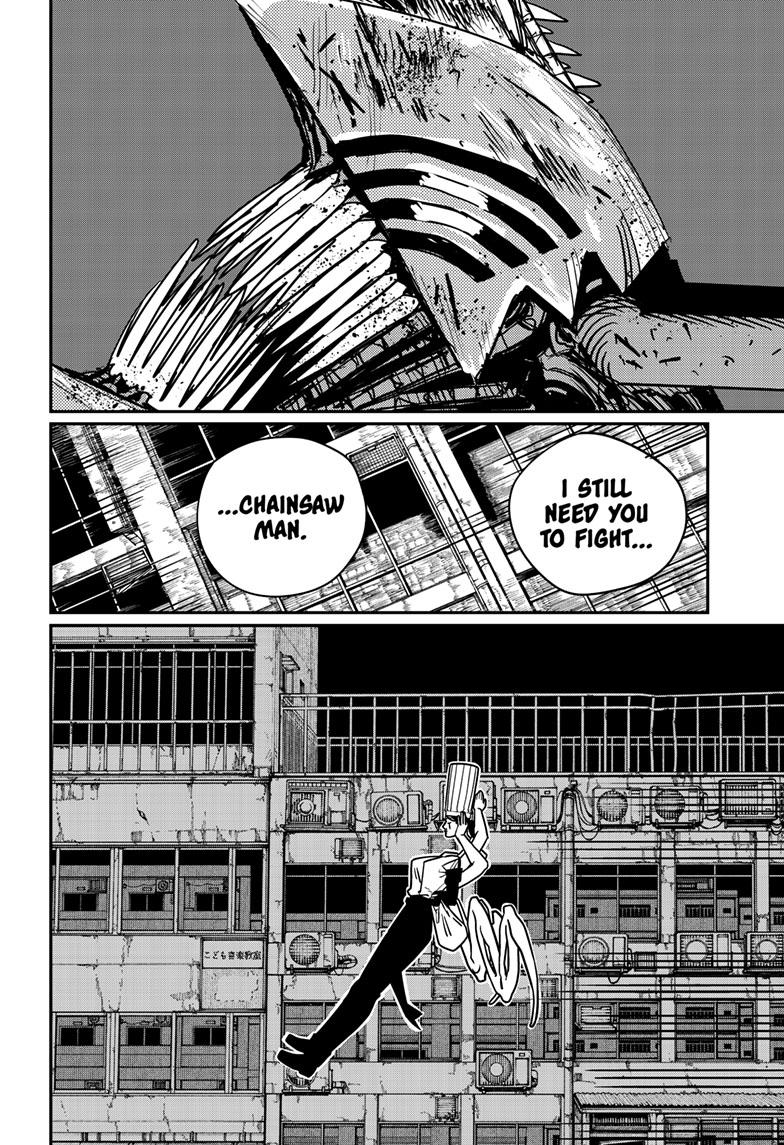 I STILL
NEED YOU
TO FIGHT...
...CHAINSAW
MAN.
こども音楽教室